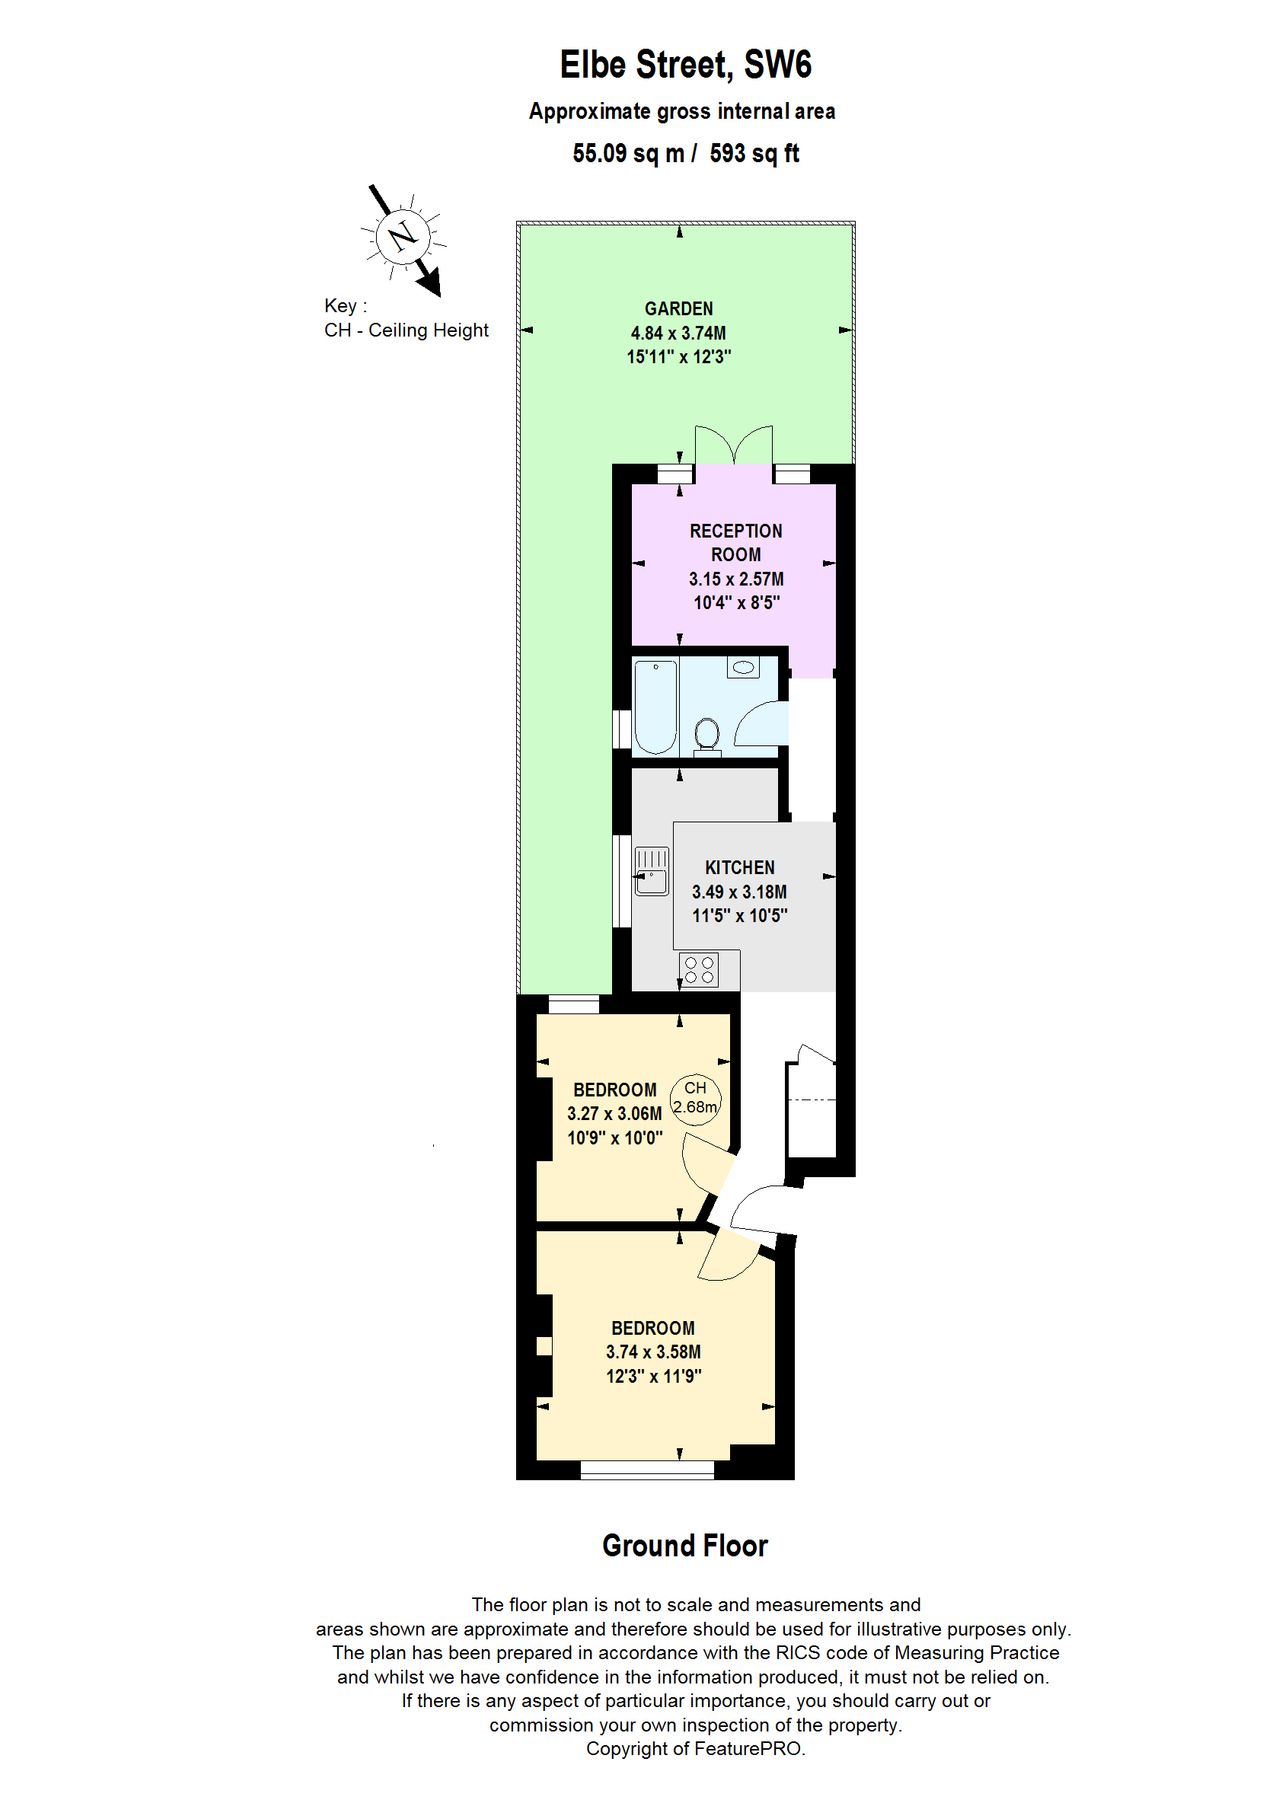 Elbe Street, SW6
Approximate gross internal area
55.09 sq m / 593 sq ft
N
Key :
CH - Ceiling Height
GARDEN
4.84 x 3.74M
15'11" x 12'3"
RECEPTION
ROOM
3.15 x 2.57M
10'4" x 8'5"
KITCHEN
3.49 x 3.18M
11'5" x 10'5"
BEDROOM
3.27 x 3.06M
10'9" x 10'0"
CH
2.68m
BEDROOM
3.74 x 3.58M
12'3" x 11'9"
Ground Floor
The floor plan is not to scale and measurements and
areas shown are approximate and therefore should be used for illustrative purposes only.
The plan has been prepared in accordance with the RICS code of Measuring Practice
and whilst we have confidence in the information produced, it must not be relied on.
If there is any aspect of particular importance, you should carry out or
commission your own inspection of the property.
Copyright of FeaturePRO.